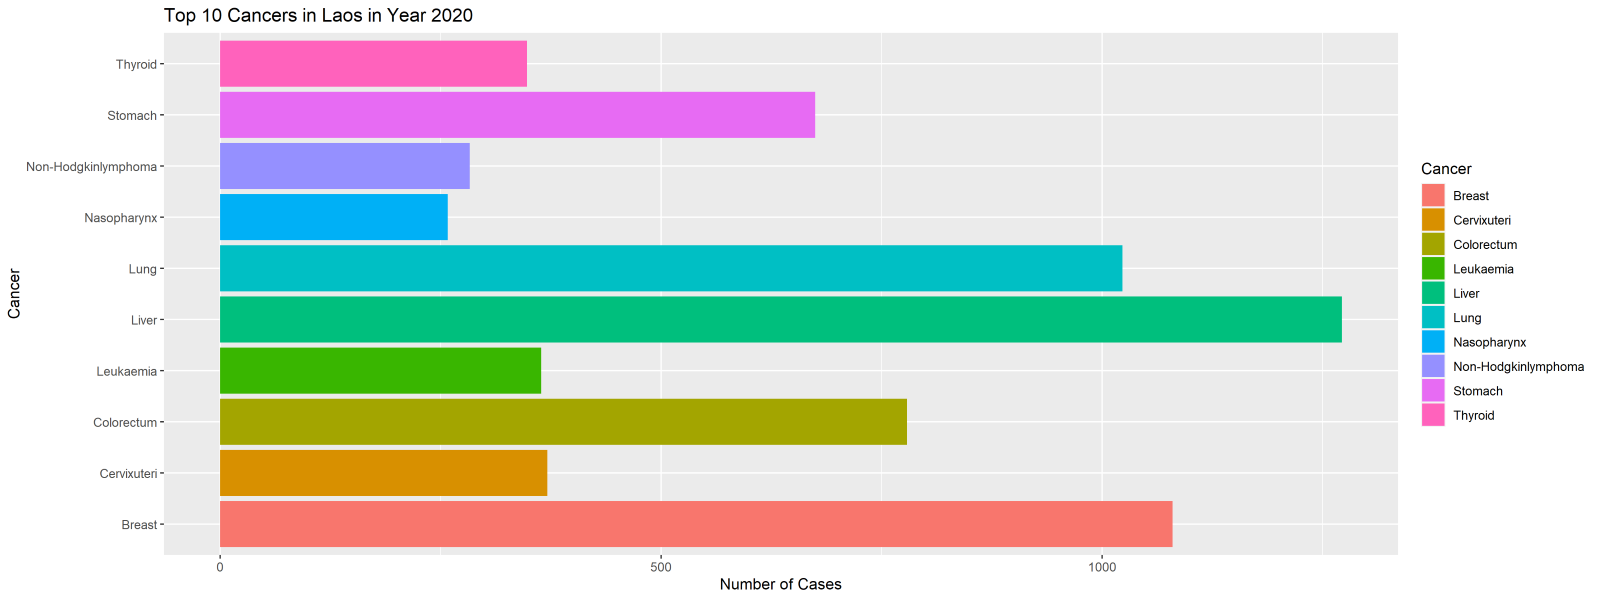 Top 10 Cancers in Laos in Year 2020
Thyroid
Stomach
Non-Hodgkinlymphoma
Nasopharynx
Lung
Liver
Leukaemia
Colorectum
Cervixuteri
Breast
Cancer
0 500 1000
Number of Cases
Cancer
Breast
Cervixuteri
Colorectum
Leukaemia
Liver
Lung
Nasopharynx
Non-Hodgkinlymphoma
Stomach
Thyroid